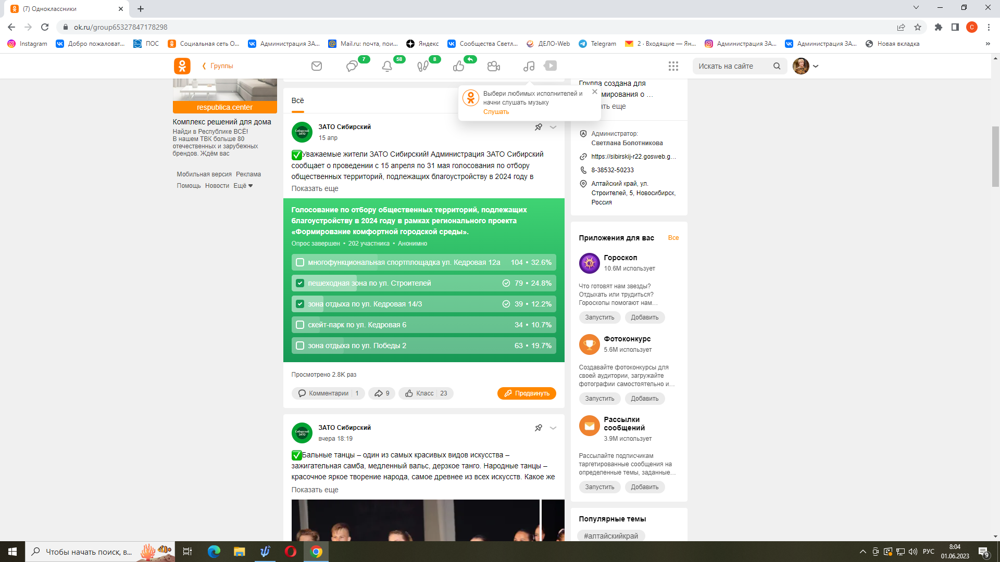 (7) Одноклассники
ok.ru/group65327847178298
С
Instagram
Добро пожаловат...
ПОС
Социальная сеть О...
Администрация ЗА...
Mail.ru: почта, пои...
Яндекс
Сообщества Светл...
ДЕЛО-Web
Telegram
2 · Входящие — Ян...
Администрация ЗА...
Администрация ЗА...
Новая вкладка
»
Группы
7
58
8
Искать на сайте
respublica.center
Комплекс решений для дома
Найди в Республике ВСЁ!
В нашем ТВК больше 80
отечественных и зарубежных
брендов. Ждём вас
Мобильная версия Реклама
Помощь Новости Ещё
Всё
Выбери любимых исполнителей и
начни слушать музыку
Слушать
ЗАТО Сибирский
15 апр
✅Уважаемые жители ЗАТО Сибирский! Администрация ЗАТО Сибирский
сообщает о проведении с 15 апреля по 31 мая голосования по отбору
общественных территорий, подлежащих благоустройству в 2024 году в
Показать еще
Голосование по отбору общественных территорий, подлежащих
благоустройству в 2024 году в рамках регионального проекта
«Формирование комфортной городской среды».
Опрос завершен • 202 участника • Анонимно
многофункциональная спортплощадка ул. Кедровая 12а 104 • 32.6%
пешеходная зона по ул. Строителей 79 • 24.8%
зона отдыха по ул. Кедровая 14/3 39 • 12.2%
скейт-парк по ул. Кедровая 6 34 • 10.7%
зона отдыха по ул. Победы 2 63 • 19.7%
Просмотрено 2.8K раз
Комментарии 1
9
Класс 23
Продвинуть
ЗАТО Сибирский
вчера 18:19
✅Бальные танцы – один из самых красивых видов искусства –
зажигательная самба, медленный вальс, дерзкое танго. Народные танцы –
красочное яркое творение народа, самое древнее из всех искусств. Какое же
Показать еще
Группа создана для
мирования о ...
ть еще
Администратор:
Светлана Болотникова
https://sibirskij-r22.gosweb.g...
8-38532-50233
Алтайский край, ул.
Строителей, 5, Новосибирск,
Россия
Приложения для вас Все
Гороскоп
10.6M использует
Что готовят нам звезды?
Отдыхать или трудиться?
Гороскопы помогают нам...
Запустить Добавить
Фотоконкурс
5.6M использует
Создавайте фотоконкурсы для
своей аудитории, загружайте
фотографии самостоятельно и...
Запустить Добавить
Рассылки
сообщений
3.9M использует
Рассылайте подписчикам
таргетированные сообщения на
определенные темы, заданные...
Запустить Добавить
Популярные темы
#алтайскийкрай
Чтобы начать поиск, в...
РУС
8:04
01.06.2023
9